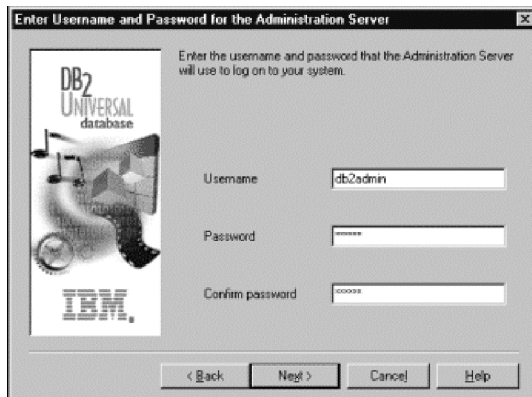 Enter Username and Password for the Administration Server
Enter the username and password that the Administration Server
will use to log on to your system.
DB2
UNIVERSAL
database
Username
db2admin
Password
*****
Confirm password
*****
IBM.
< Back
Next >
Cancel
Help